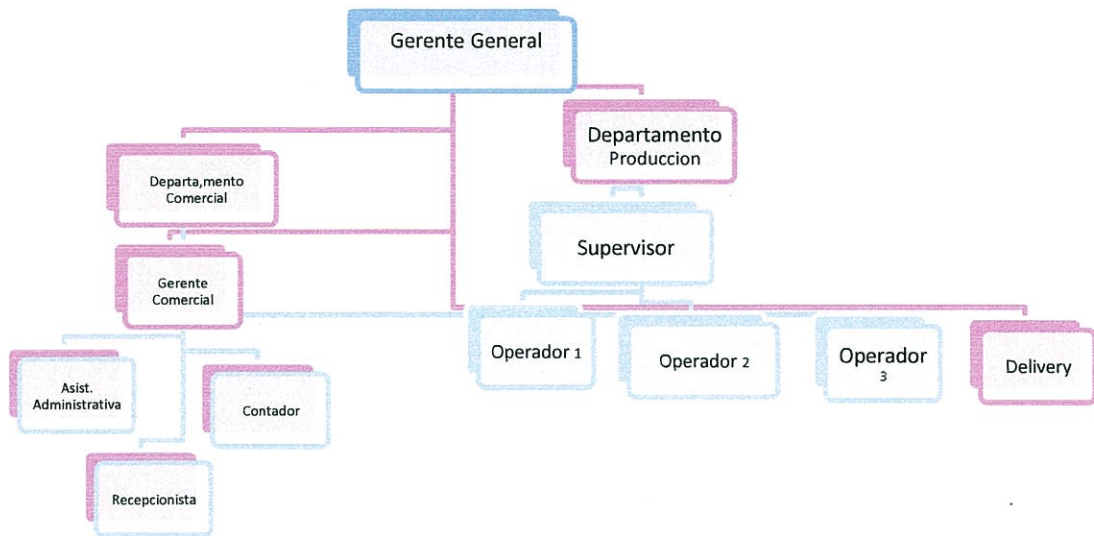 Gerente General
Departamento
Produccion
Departa,mento
Comercial
Supervisor
Gerente
Comercial
Operador 1
Operador 2
Operador
3
Delivery
Asist.
Administrativa
Contador
Recepcionista